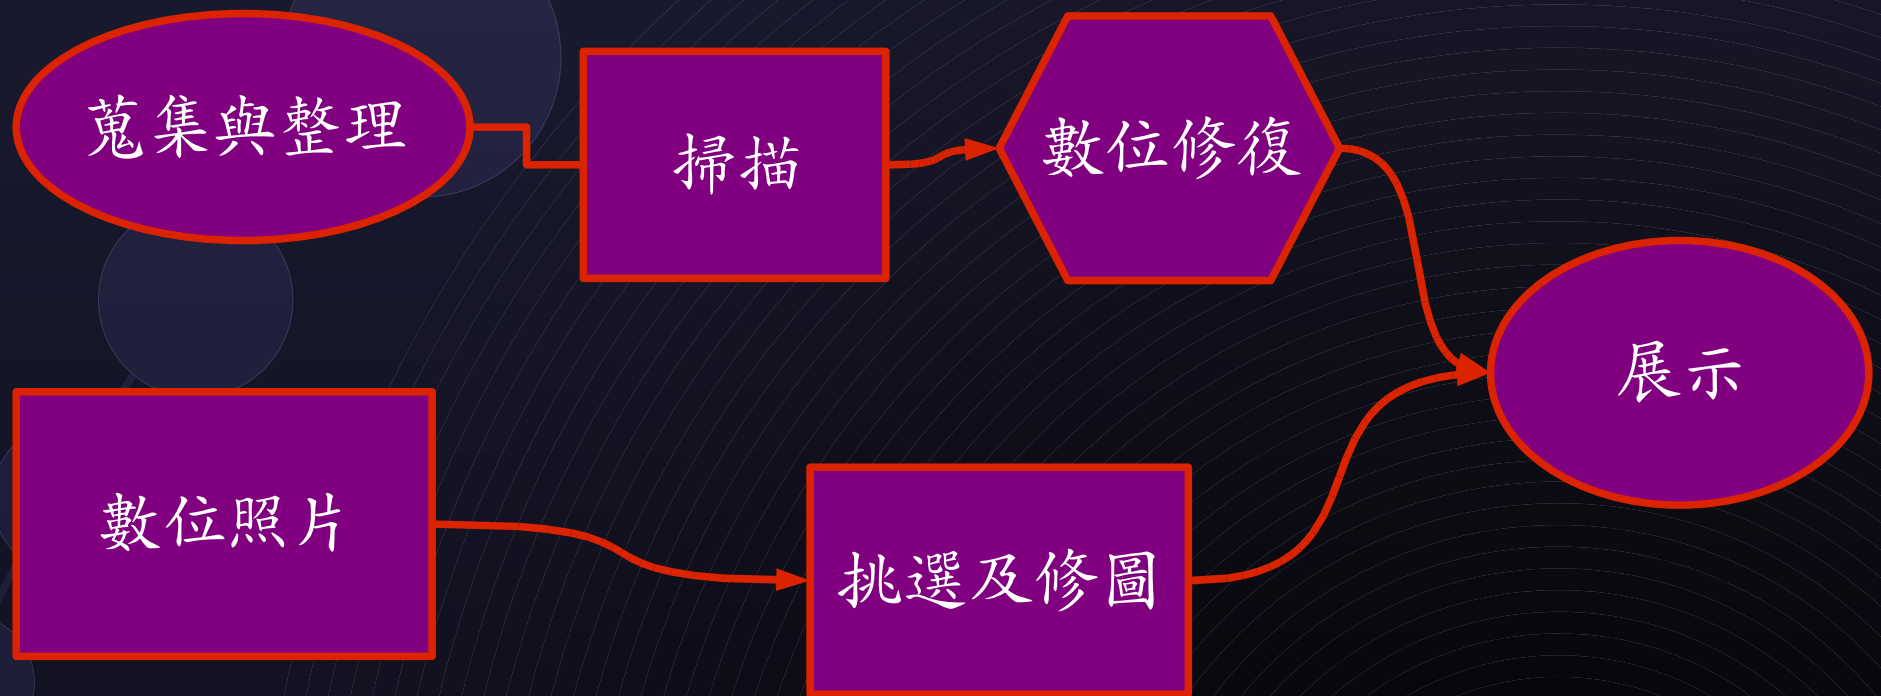 蒐集與整理
掃描
數位修復
展示
數位照片
挑選及修圖